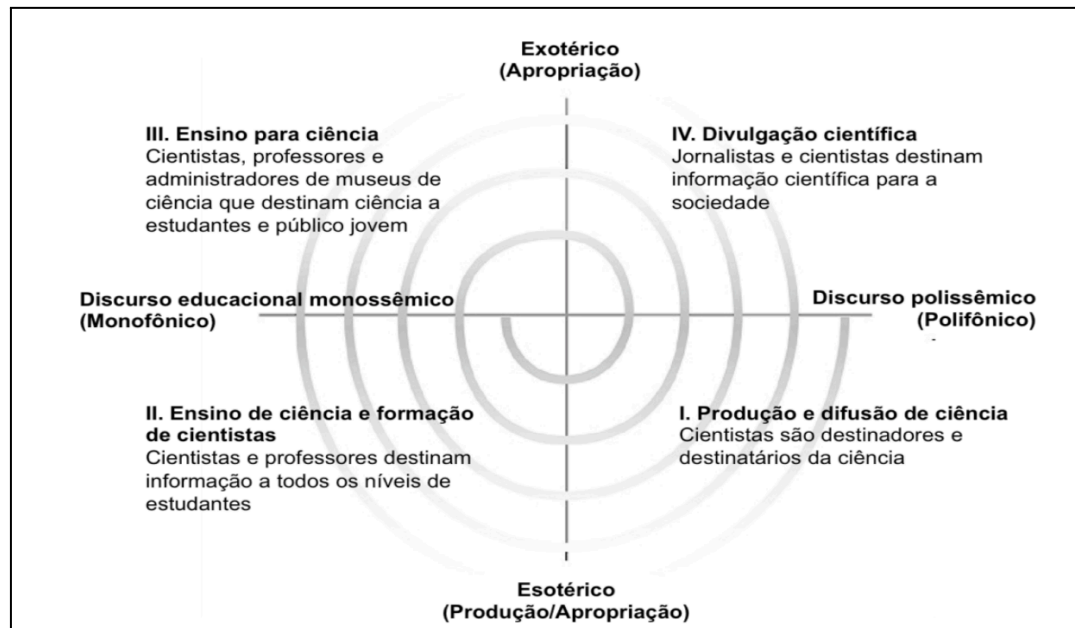 Exotérico
(Apropriação)
III. Ensino para ciência
Cientistas, professores e
administradores de museus de
ciência que destinam ciência a
estudantes e público jovem
IV. Divulgação científica
Jornalistas e cientistas destinam
informação científica para a
sociedade
Discurso educacional monossêmico
(Monofônico)
Discurso polissêmico
(Polifônico)
II. Ensino de ciência e formação
de cientistas
Cientistas e professores destinam
informação a todos os níveis de
estudantes
I. Produção e difusão de ciência
Cientistas são destinadores e
destinatários da ciência
Esotérico
(Produção/Apropriação)